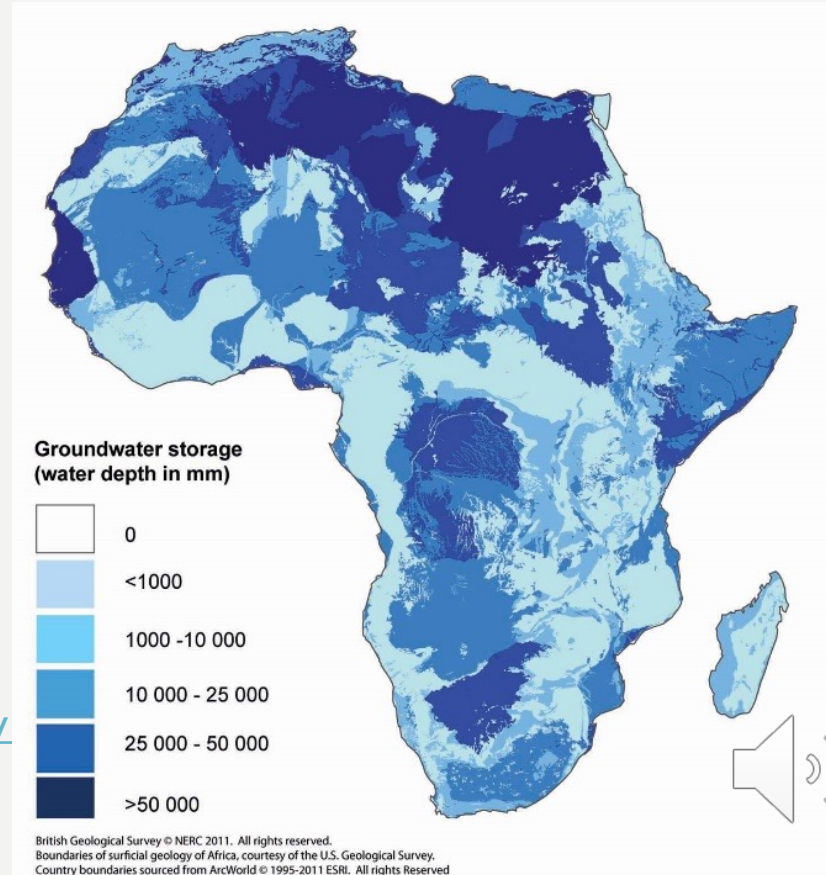 Groundwater storage
(water depth in mm)
0
<1000
1000 -10 000
10 000 - 25 000
25 000 - 50 000
>50 000
British Geological Survey © NERC 2011. All rights reserved.
Boundaries of surficial geology of Africa, courtesy of the U.S. Geological Survey.
Country boundaries sourced from ArcWorld © 1995-2011 ESRI. All rights Reserved